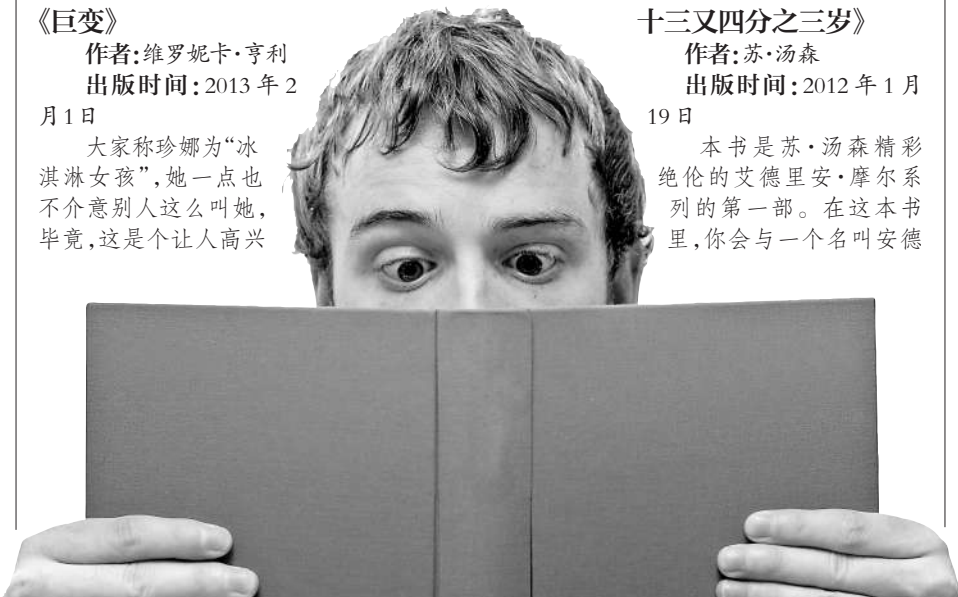 《巨变》
作者:维罗妮卡·亨利
出版时间:2013 年 2
月1日
大家称珍娜为“冰
淇淋女孩”,她一点也
不介意别人这么叫她,
毕竟,这是个让人高兴
十三又四分之三岁》
作者:苏·汤森
出版时间:2012 年 1 月
19 日
本书是苏·汤森精彩
绝伦的艾德里安·摩尔系
列的第一部。在这本书
里,你会与一个名叫安德